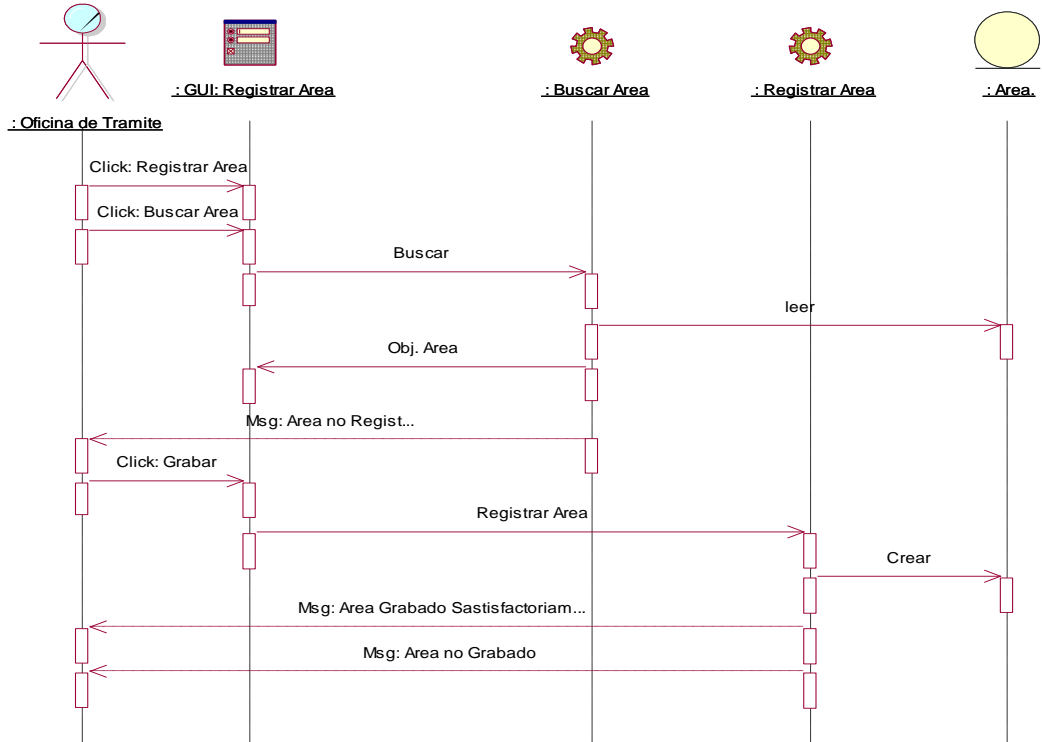 : GUI: Registrar Area
: Buscar Area
: Registrar Area
: Area.
: Oficina de Tramite
Click: Registrar Area
Click: Buscar Area
Buscar
leer
Obj. Area
Msg: Area no Regist...
Click: Grabar
Registrar Area
Crear
Msg: Area Grabado Sastisfactoriam...
Msg: Area no Grabado